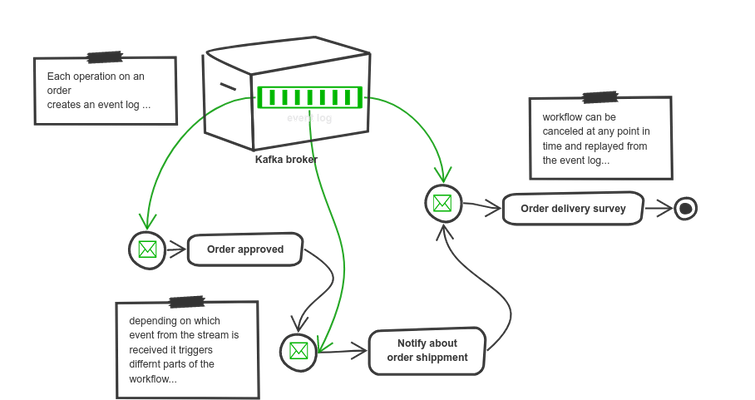 Each operation on an
order
creates an event log ...
event log
Kafka broker
workflow can be
canceled at any point in
time and replayed from
the event log...
Order delivery survey
Order approved
depending on which
event from the stream is
received it triggers
differnt parts of the
workflow...
Notify about
order shippment